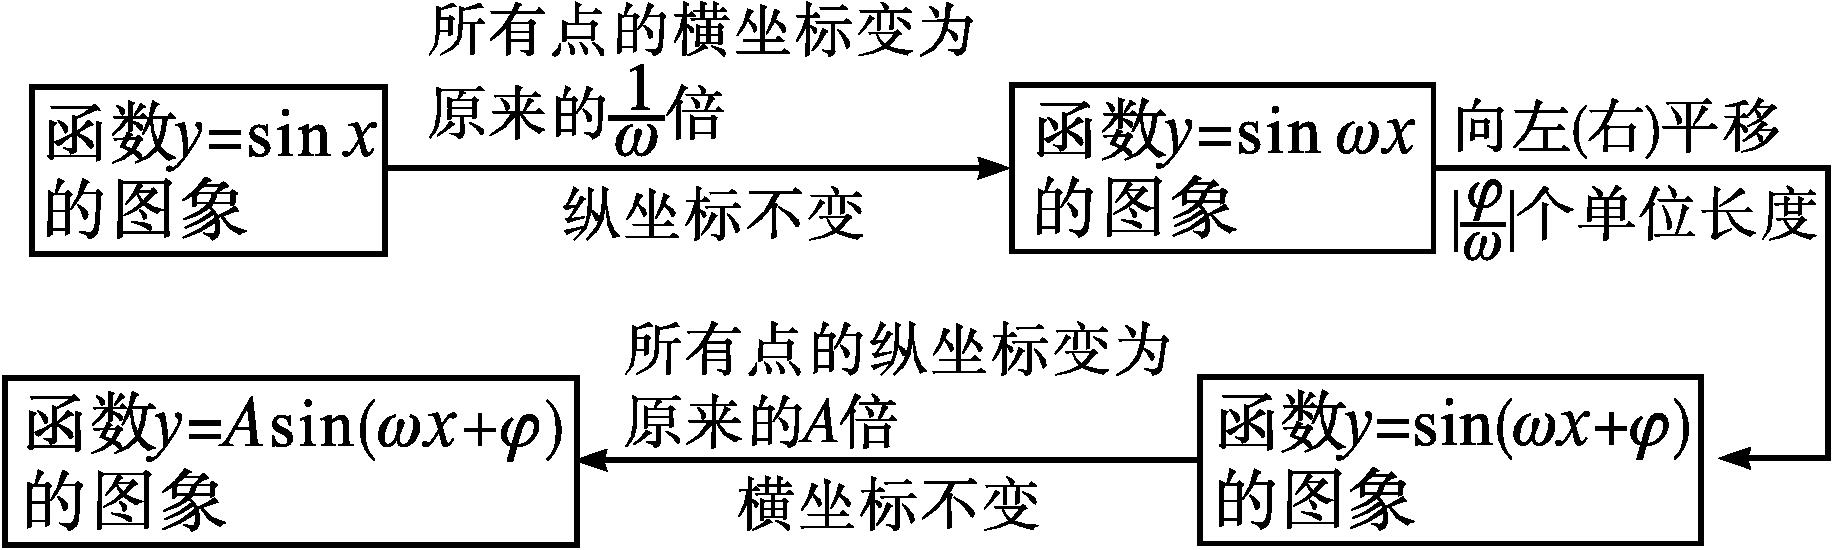 所有点的横坐标变为
原来的1/ω倍
函数y=sin x
的图象
纵坐标不变
函数y=sin ωx
的图象
向左(右)平移
|φ/ω|个单位长度
函数y=sin(ωx+φ)
的图象
所有点的纵坐标变为
原来的A倍
横坐标不变
函数y=Asin(ωx+φ)
的图象